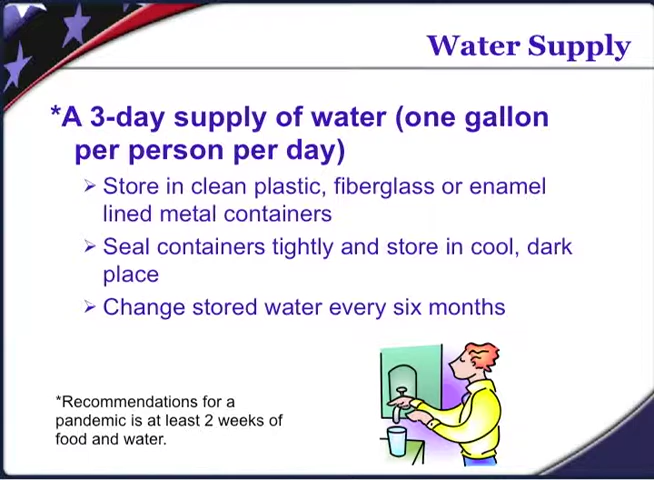 Water Supply
*A 3-day supply of water (one gallon
per person per day)
➢ Store in clean plastic, fiberglass or enamel
lined metal containers
➢ Seal containers tightly and store in cool, dark
place
➢ Change stored water every six months
*Recommendations for a
pandemic is at least 2 weeks of
food and water.